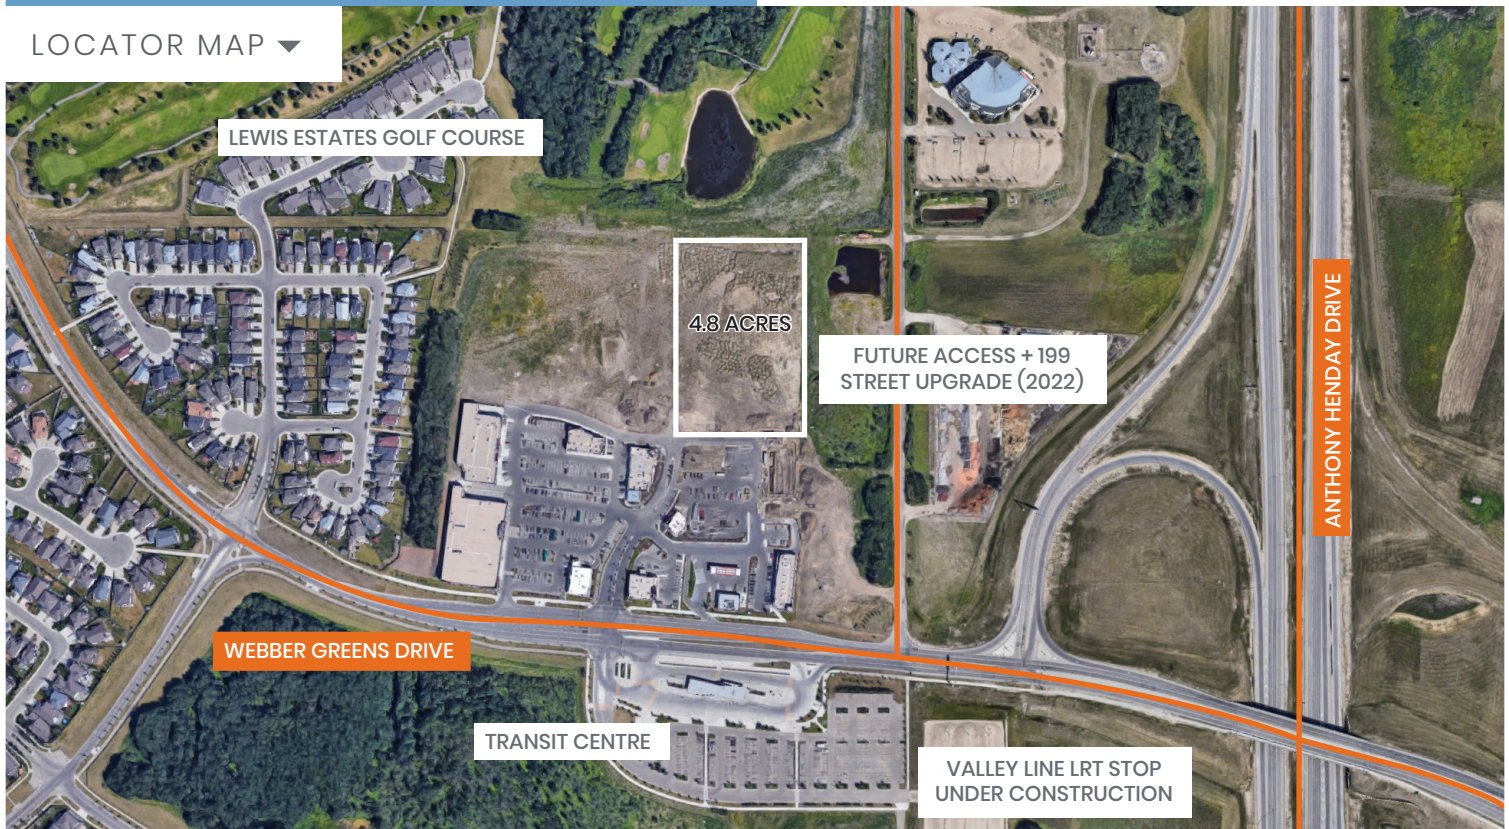 LOCATOR MAP
LEWIS ESTATES GOLF COURSE
4.8 ACRES
FUTURE ACCESS + 199
STREET UPGRADE (2022)
ANTHONY HENDAY DRIVE
WEBBER GREENS DRIVE
TRANSIT CENTRE
VALLEY LINE LRT STOP
UNDER CONSTRUCTION